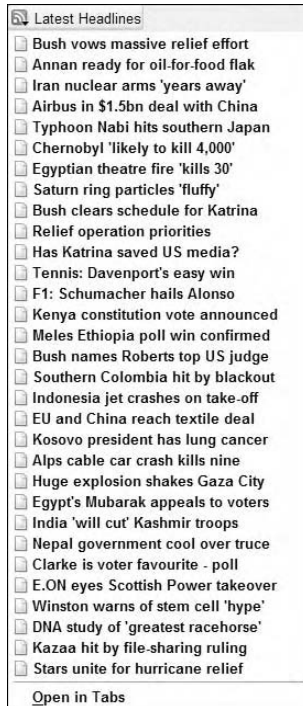 Latest Headlines
Bush vows massive relief effort
Annan ready for oil-for-food flak
Iran nuclear arms 'years away'
Airbus in $1.5bn deal with China
Typhoon Nabi hits southern Japan
Chernobyl 'likely to kill 4,000'
Egyptian theatre fire 'kills 30'
Saturn ring particles 'fluffy'
Bush clears schedule for Katrina
Relief operation priorities
Has Katrina saved US media?
Tennis: Davenport's easy win
F1: Schumacher hails Alonso
Kenya constitution vote announced
Meles Ethiopia poll win confirmed
Bush names Roberts top US judge
Southern Colombia hit by blackout
Indonesia jet crashes on take-off
EU and China reach textile deal
Kosovo president has lung cancer
Alps cable car crash kills nine
Huge explosion shakes Gaza City
Egypt's Mubarak appeals to voters
India 'will cut' Kashmir troops
Nepal government cool over truce
Clarke is voter favourite - poll
E.ON eyes Scottish Power takeover
Winston warns of stem cell 'hype'
DNA study of 'greatest racehorse'
Kazaa hit by file-sharing ruling
Stars unite for hurricane relief
Open in Tabs